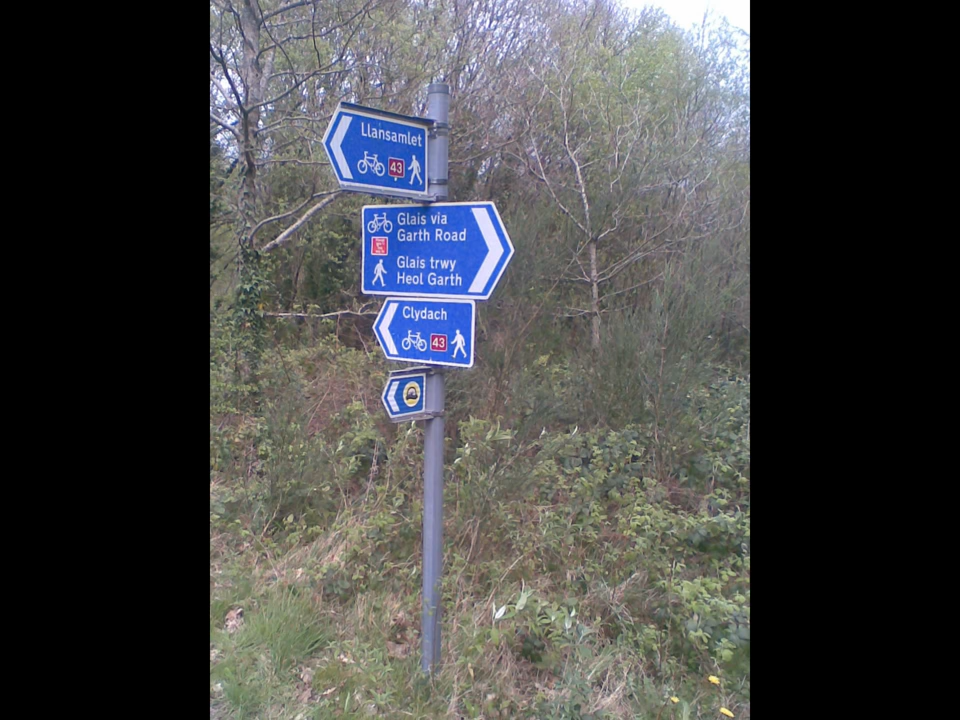 Llansamlet
43
Glais via
Garth Road
Glais trwy
Heol Garth
Clydach
43